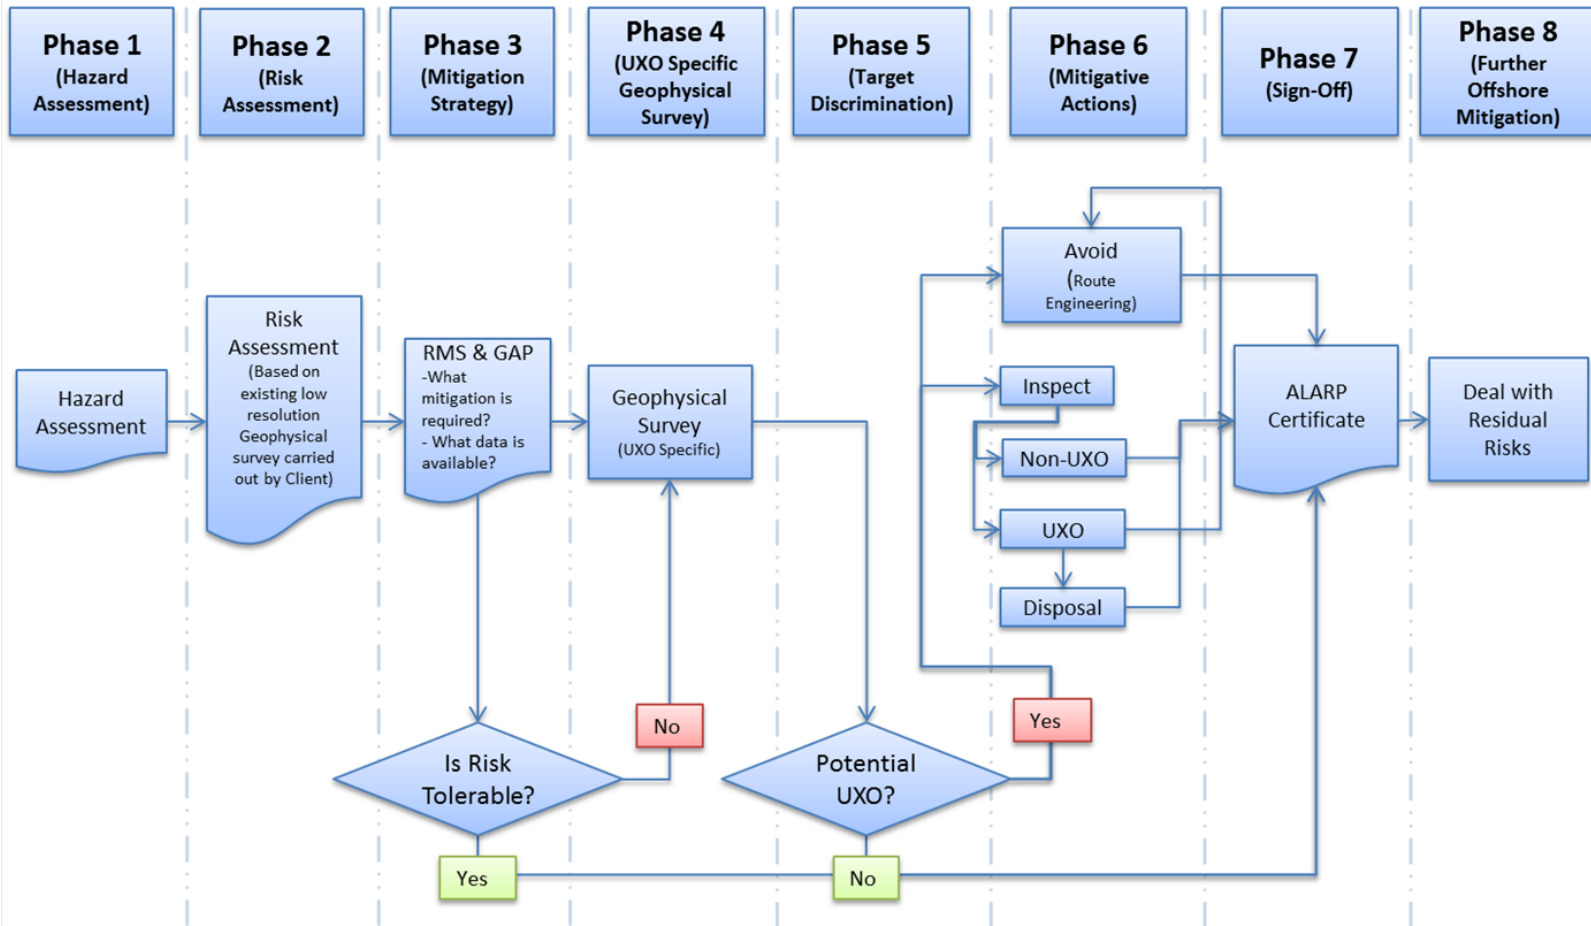 Phase 1
(Hazard
Assessment)
Phase 2
(Risk
Assessment)
Phase 3
(Mitigation
Strategy)
Phase 4
(UXO Specific
Geophysical
Survey)
Phase 5
(Target
Discrimination)
Phase 6
(Mitigative
Actions)
Phase 7
(Sign-Off)
Phase 8
(Further
Offshore
Mitigation)
Hazard
Assessment
Risk
Assessment
(Based on
existing low
resolution
Geophysical
survey carried
out by Client)
RMS & GAP
-What
mitigation is
required?
- What data is
available?
Geophysical
Survey
(UXO Specific)
Avoid
(Route
Engineering)
Inspect
Non-UXO
UXO
Disposal
ALARP
Certificate
Deal with
Residual
Risks
Is Risk
Tolerable?
No
Yes
Potential
UXO?
Yes
No